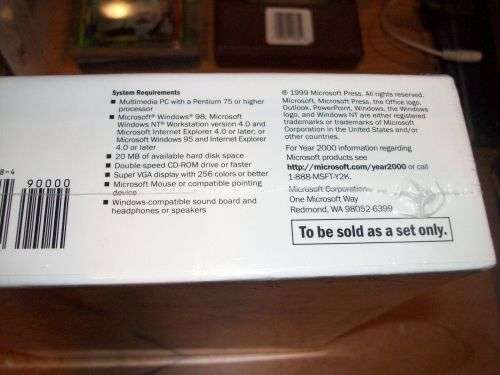 System Requirements
■ Multimedia PC with a Pentium 75 or higher
processor
■ Microsoft® Windows® 98; Microsoft
Windows NT® Workstation version 4.0 and
Microsoft Internet Explorer 4.0 or later; or
Microsoft Windows 95 and Internet Explorer
4.0 or later
■ 20 MB of available hard disk space
■ Double-speed CD-ROM drive or faster
■ Super VGA display with 256 colors or better
■ Microsoft Mouse or compatible pointing
device
■ Windows-compatible sound board and
headphones or speakers
8-4
90000
© 1999 Microsoft Press. All rights reserved.
Microsoft, Microsoft Press, the Office logo,
Outlook, PowerPoint, Windows, the Windows
logo, and Windows NT are either registered
trademarks or trademarks of Microsoft
Corporation in the United States and/or
other countries.
For Year 2000 information regarding
Microsoft products see
http://microsoft.com/year2000 or call
1-888-MSFT-Y2K.
Microsoft Corporation
One Microsoft Way
Redmond, WA 98052-6399
To be sold as a set only.